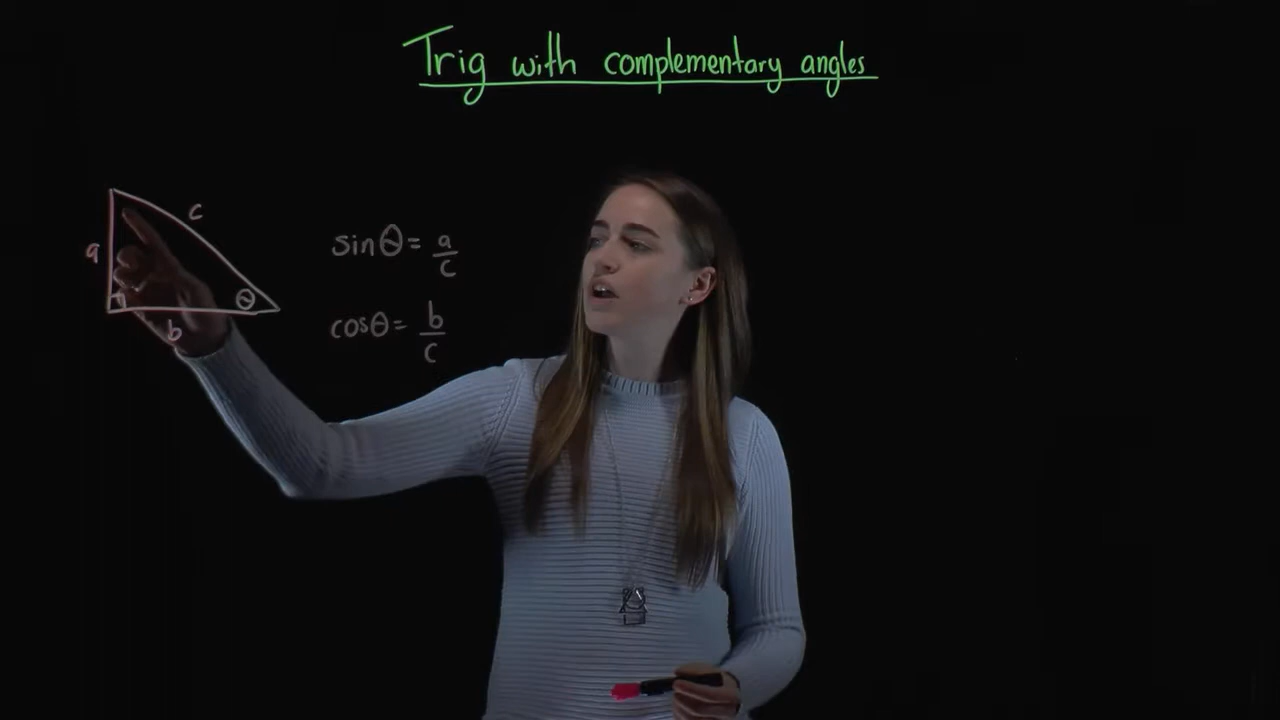 Trig with complementary angles
c
a
θ
b
sinθ = a/c
cosθ = b/c